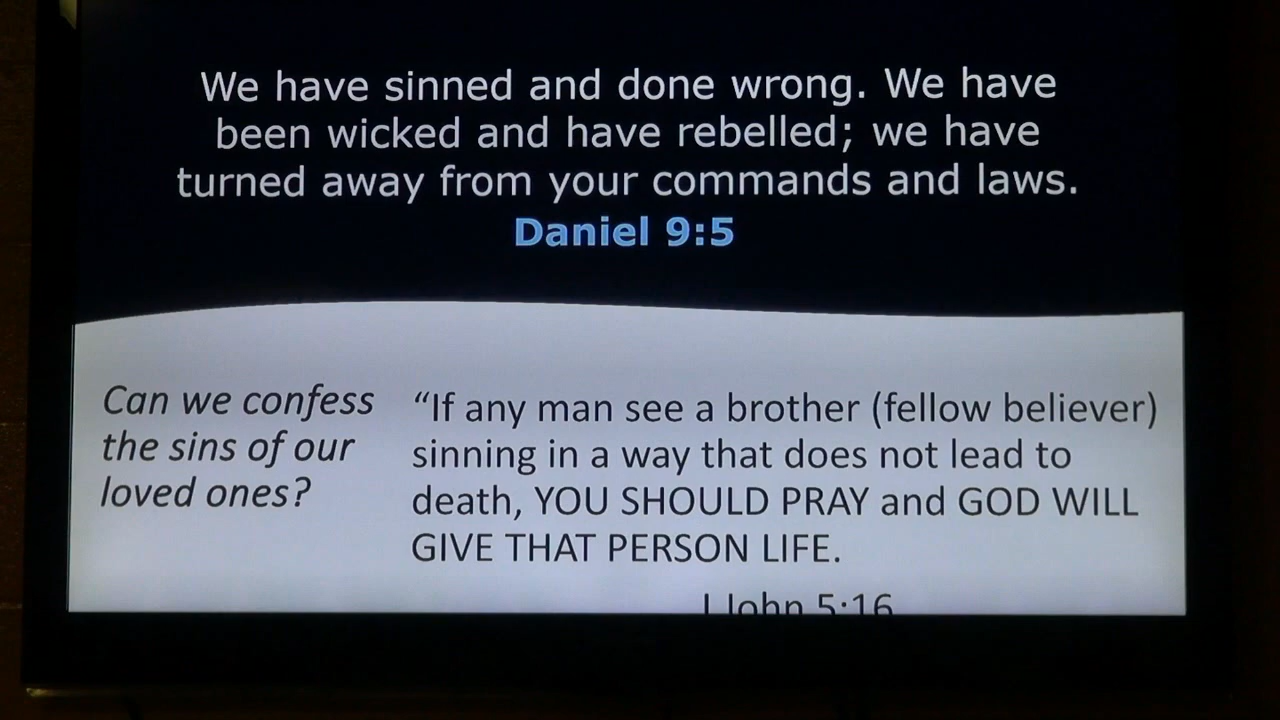 We have sinned and done wrong. We have
been wicked and have rebelled; we have
turned away from your commands and laws.
Daniel 9:5
Can we confess
the sins of our
loved ones?
“If any man see a brother (fellow believer)
sinning in a way that does not lead to
death, YOU SHOULD PRAY and GOD WILL
GIVE THAT PERSON LIFE.
I John 5:16